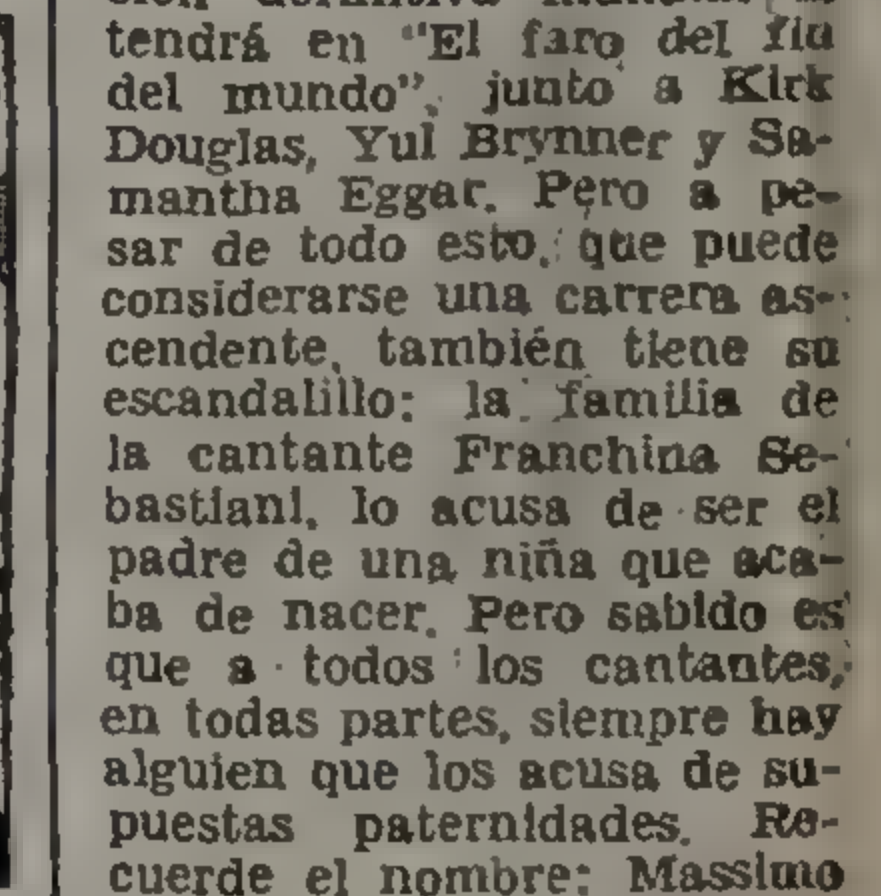 tendrá en "El faro del fin
del mundo", junto a Kirk
Douglas, Yul Brynner y Sa-
mantha Eggar. Pero a pe-
sar de todo esto, que puede
considerarse una carrera as-
cendente, también tiene su
escandalillo: la familia de
la cantante Franchina Se-
bastiani, lo acusa de ser el
padre de una niña que aca-
ba de nacer. Pero sabido es
que a todos los cantantes,
en todas partes, siempre hay
alguien que los acusa de su-
puestas paternidades. Re-
cuerde el nombre: Massimo